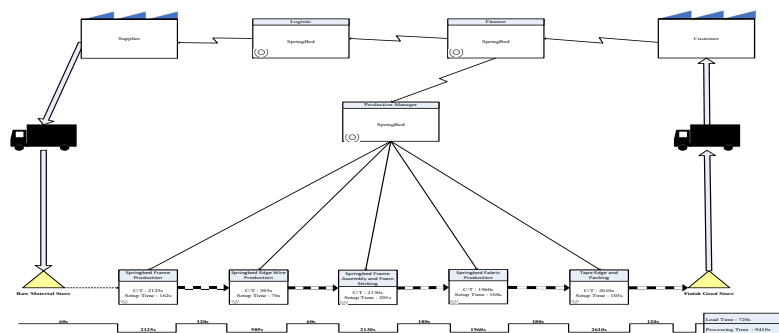 Logistic
Finance
Supplier
SpringBed
SpringBed
Customer
Production Manager
SpringBed
Springbed Frame
Production
Springbed Edge Wire
Production
Springbed Frame
Assembly and Foam
Sticking
Springbed Fabric
Production
Tape Edge and
Packing
C/T : 2125s
Setup Time : 162s
C/T : 585s
Setup Time : 76s
C/T : 2130s
Setup Time : 201s
C/T : 1960s
Setup Time : 168s
C/T : 2610s
Setup Time : 105s
Raw Material Store
Finish Good Store
60s
120s
60s
180s
180s
120s
2125s
585s
2130s
1960s
2610s
Lead Time : 720s
Processing Time : 9410s